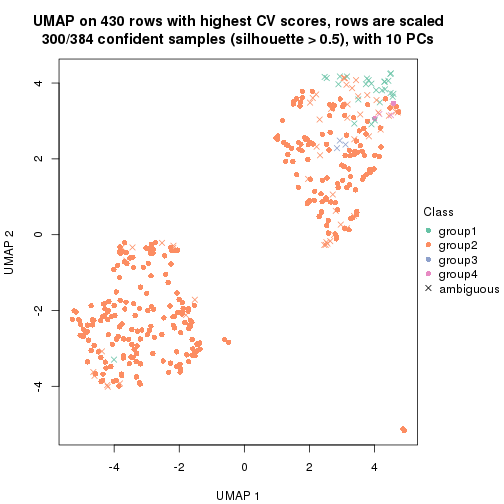 UMAP on 430 rows with highest CV scores, rows are scaled
300/384 confident samples (silhouette > 0.5), with 10 PCs
4
2
0
-2
-4
UMAP 2
-4
-2
0
2
4
UMAP 1
Class
group1
group2
group3
group4
ambiguous